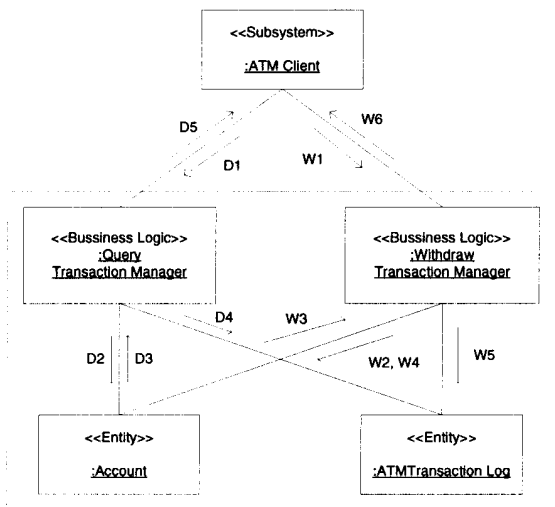 <<Subsystem>>
:ATM Client
D5
D1
W1
W6
<<Bussiness Logic>>
:Query
Transaction Manager
<<Bussiness Logic>>
:Withdraw
Transaction Manager
D4
W3
D2
D3
W2, W4
W5
<<Entity>>
:Account
<<Entity>>
:ATMTransaction Log